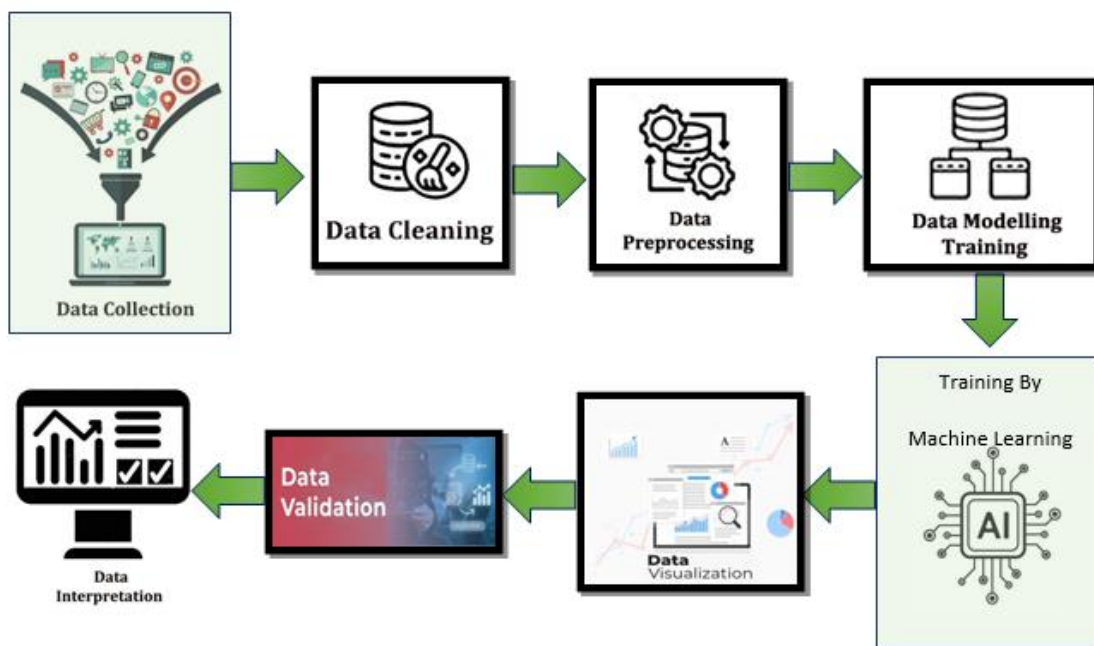 Data Collection
Data Cleaning
Data
Preprocessing
Data Modelling
Training
Training By
Machine Learning
AI
A
Data
Visualization
Data
Validation
Data
Interpretation